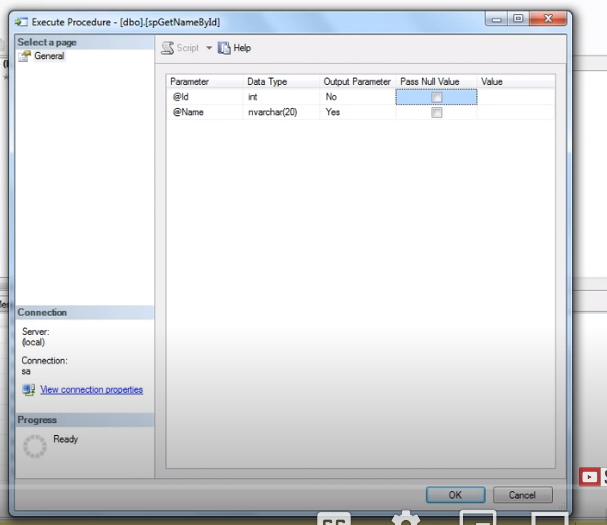 Execute Procedure - [dbo].[spGetNameById]
Select a page
General
Script
Help
Parameter Data Type Output Parameter Pass Null Value Value
@Id int No
@Name nvarchar(20) Yes
Connection
Server:
(local)
Connection:
sa
View connection properties
Progress
Ready
OK Cancel